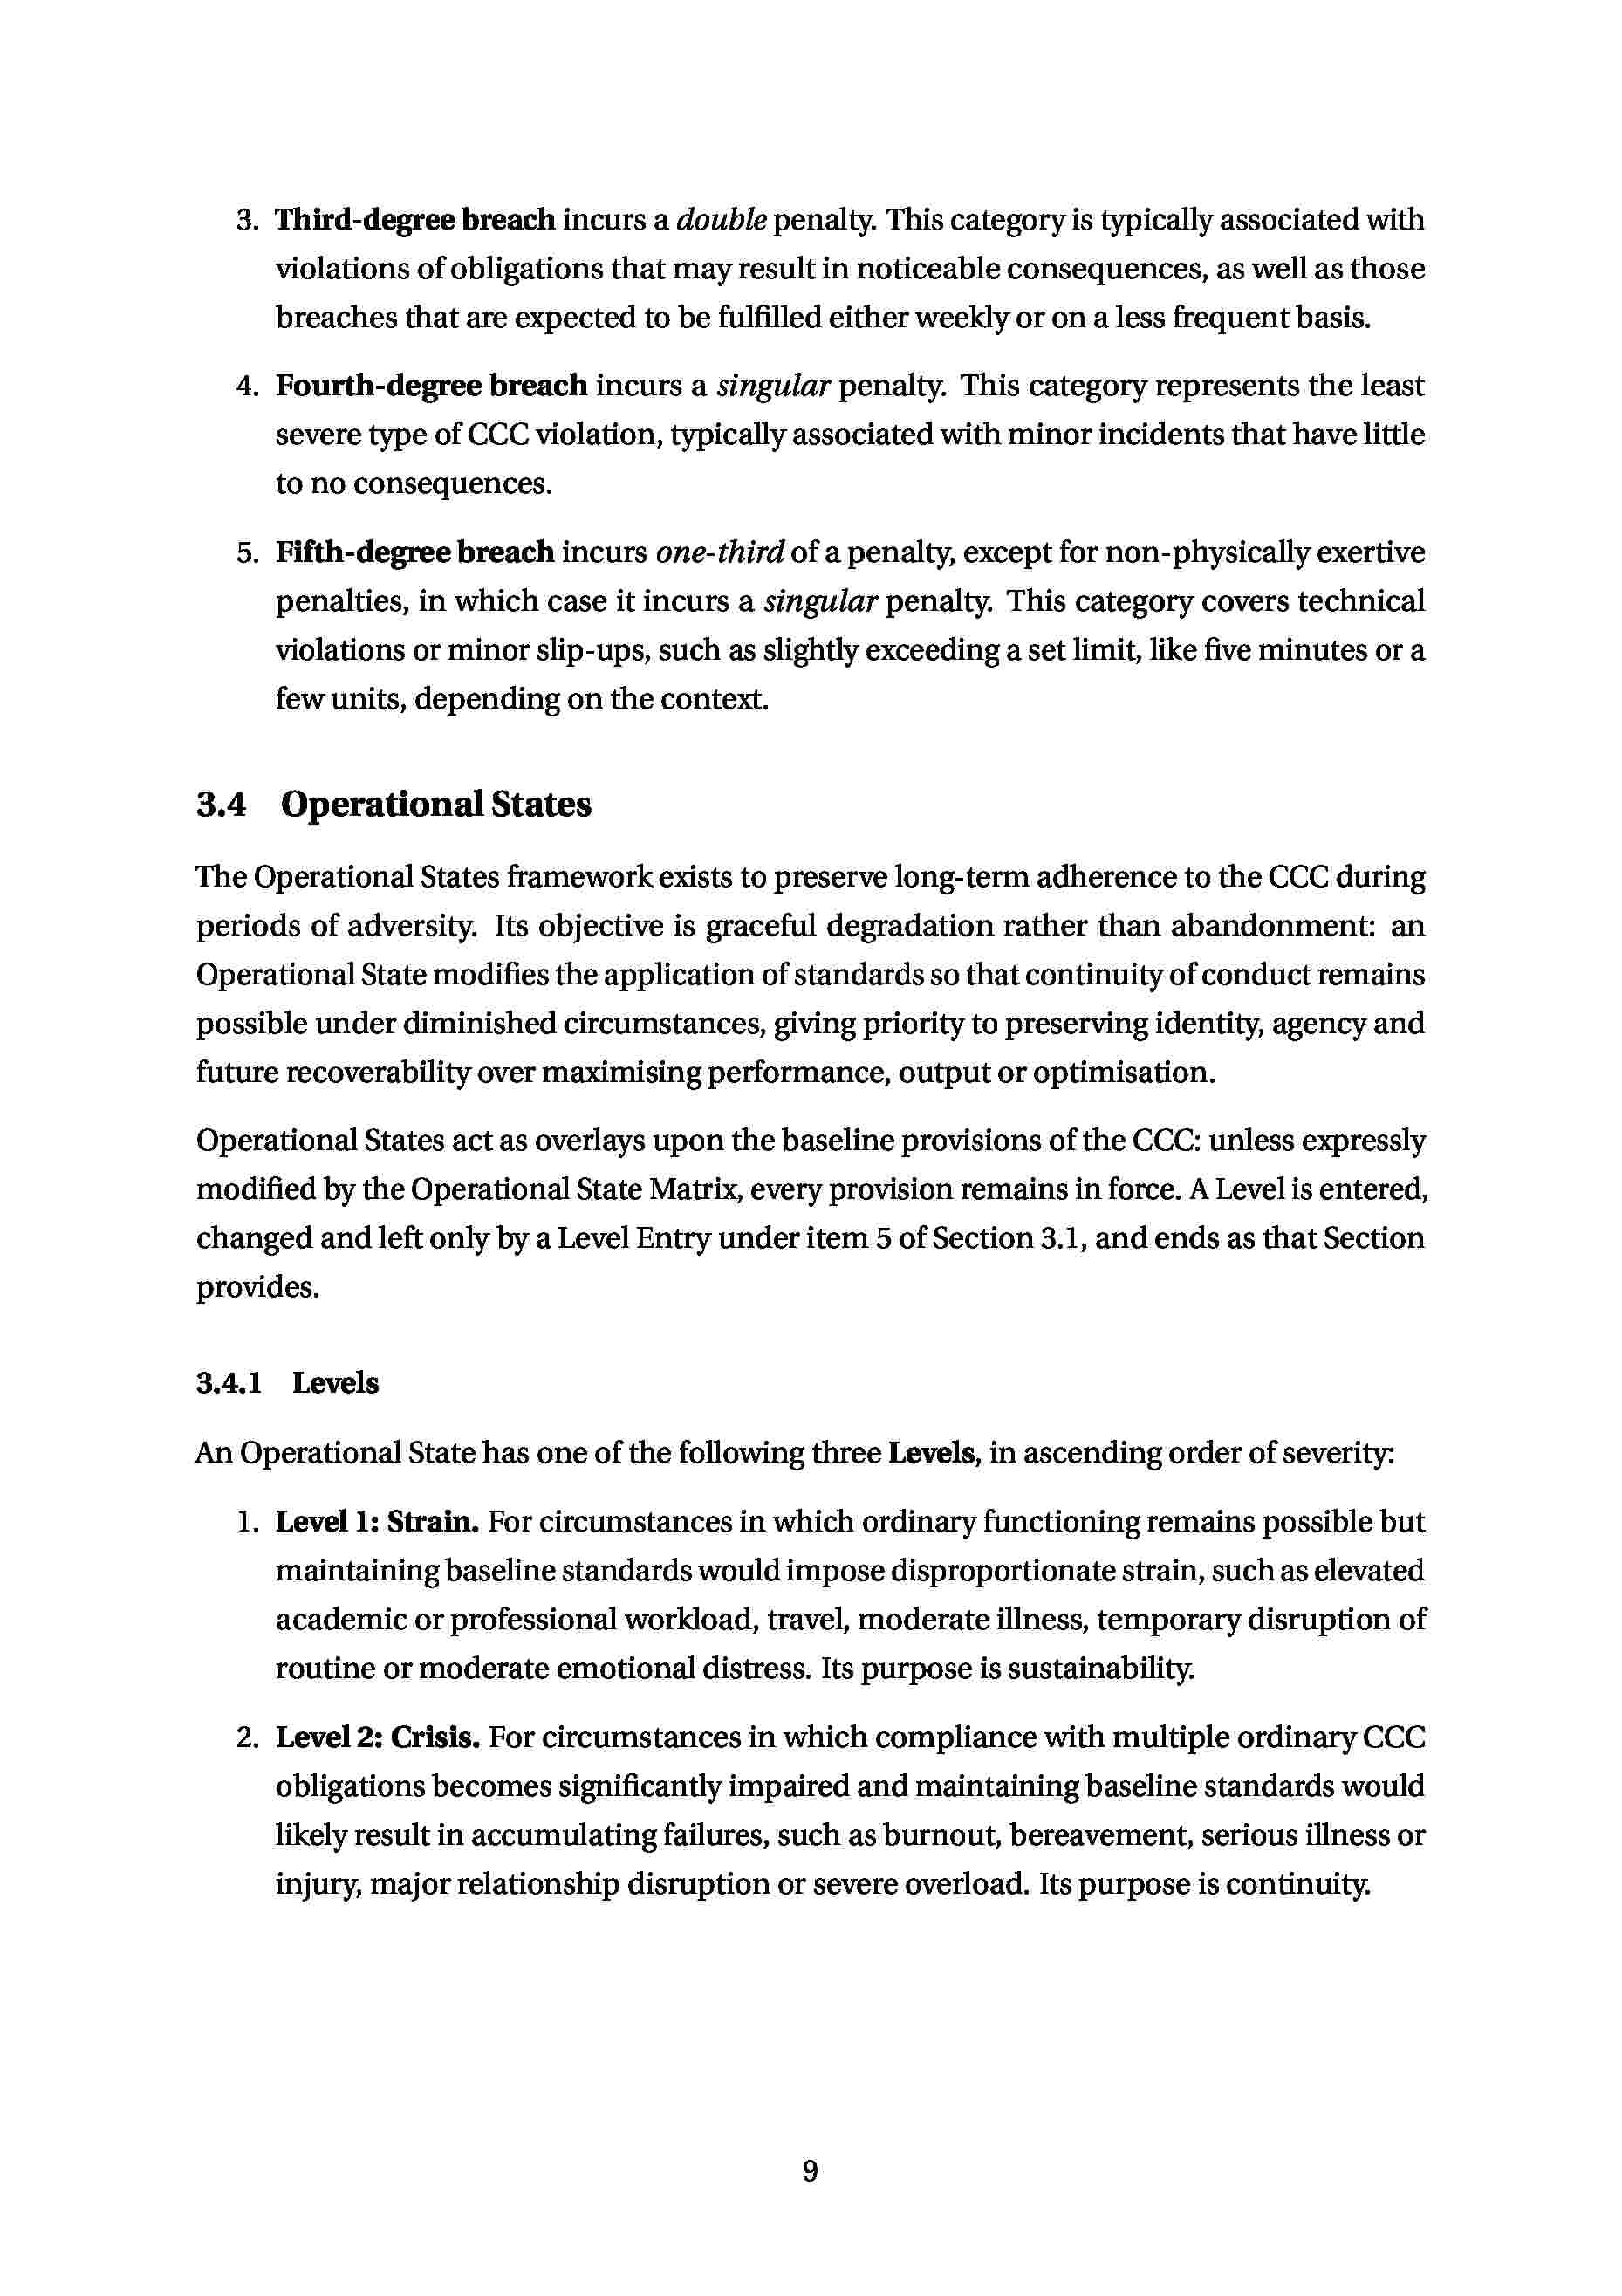 3. Third-degree breach incurs a double penalty. This category is typically associated with
violations of obligations that may result in noticeable consequences, as well as those
breaches that are expected to be fulfilled either weekly or on a less frequent basis.
4. Fourth-degree breach incurs a singular penalty. This category represents the least
severe type of CCC violation, typically associated with minor incidents that have little
to no consequences.
5. Fifth-degree breach incurs one-third of a penalty, except for non-physically exertive
penalties, in which case it incurs a singular penalty. This category covers technical
violations or minor slip-ups, such as slightly exceeding a set limit, like five minutes or a
few units, depending on the context.
3.4 Operational States
The Operational States framework exists to preserve long-term adherence to the CCC during
periods of adversity. Its objective is graceful degradation rather than abandonment: an
Operational State modifies the application of standards so that continuity of conduct remains
possible under diminished circumstances, giving priority to preserving identity, agency and
future recoverability over maximising performance, output or optimisation.
Operational States act as overlays upon the baseline provisions of the CCC: unless expressly
modified by the Operational State Matrix, every provision remains in force. A Level is entered,
changed and left only by a Level Entry under item 5 of Section 3.1, and ends as that Section
provides.
3.4.1 Levels
An Operational State has one of the following three Levels, in ascending order of severity:
1. Level 1: Strain. For circumstances in which ordinary functioning remains possible but
maintaining baseline standards would impose disproportionate strain, such as elevated
academic or professional workload, travel, moderate illness, temporary disruption of
routine or moderate emotional distress. Its purpose is sustainability.
2. Level 2: Crisis. For circumstances in which compliance with multiple ordinary CCC
obligations becomes significantly impaired and maintaining baseline standards would
likely result in accumulating failures, such as burnout, bereavement, serious illness or
injury, major relationship disruption or severe overload. Its purpose is continuity.
9